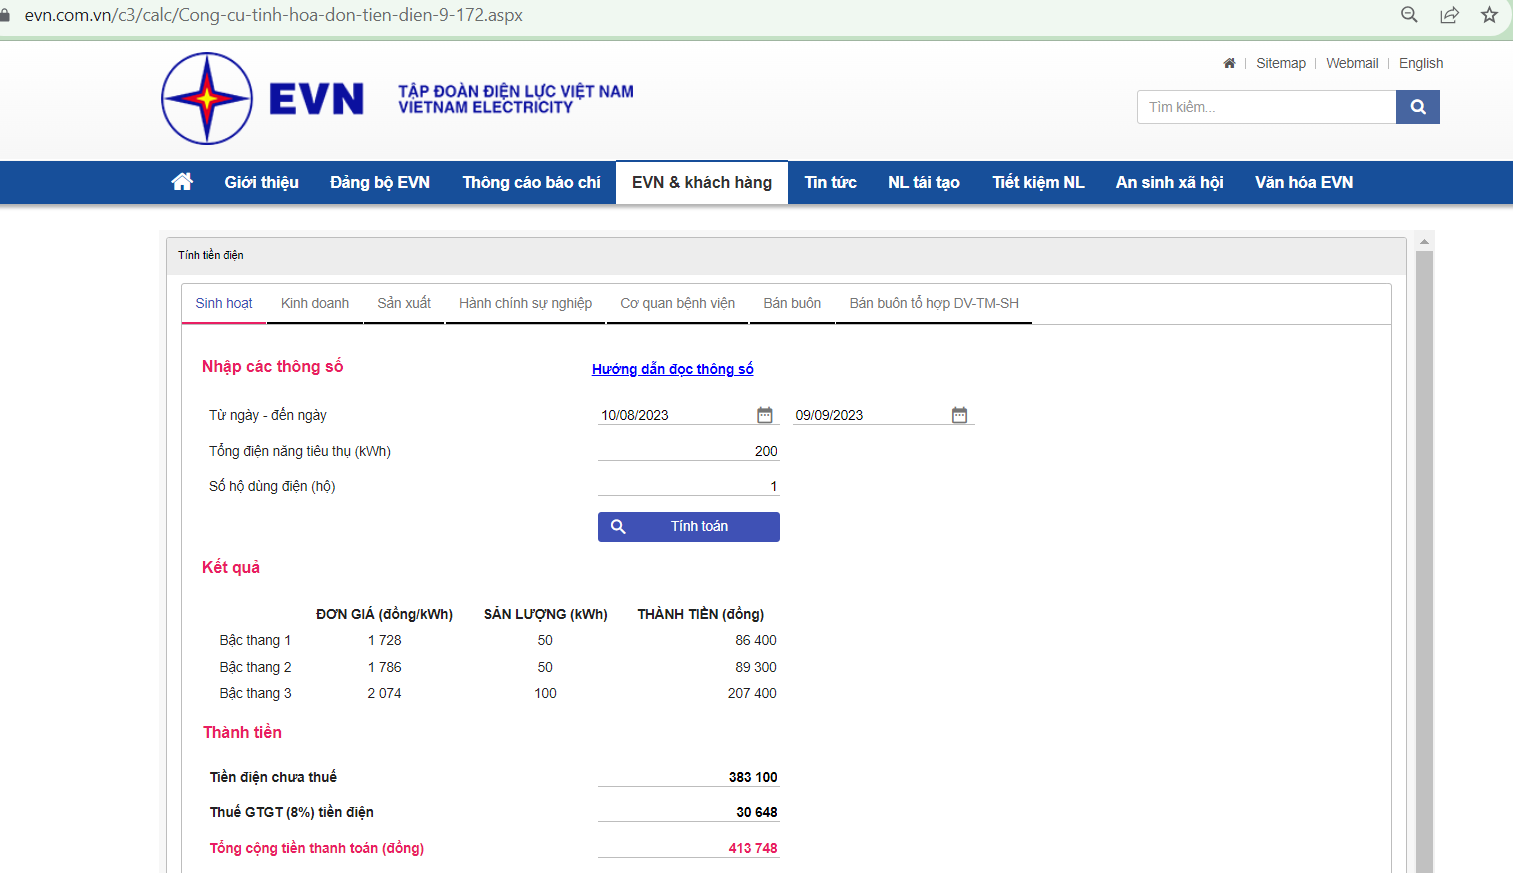 evn.com.vn/c3/calc/Cong-cu-tinh-hoa-don-tien-dien-9-172.aspx
Sitemap | Webmail | English
EVN
TẬP ĐOÀN ĐIỆN LỰC VIỆT NAM
VIETNAM ELECTRICITY
Tìm kiếm...
Giới thiệu Đảng bộ EVN Thông cáo báo chí EVN & khách hàng Tin tức NL tái tạo Tiết kiệm NL An sinh xã hội Văn hóa EVN
Tính tiền điện
Sinh hoạt Kinh doanh Sản xuất Hành chính sự nghiệp Cơ quan bệnh viện Bán buôn Bán buôn tổ hợp DV-TM-SH
Nhập các thông số Hướng dẫn đọc thông số
Từ ngày - đến ngày 10/08/2023 09/09/2023
Tổng điện năng tiêu thụ (kWh) 200
Số hộ dùng điện (hộ) 1
Tính toán
Kết quả
ĐƠN GIÁ (đồng/kWh) SẢN LƯỢNG (kWh) THÀNH TIỀN (đồng)
Bậc thang 1 1 728 50 86 400
Bậc thang 2 1 786 50 89 300
Bậc thang 3 2 074 100 207 400
Thành tiền
Tiền điện chưa thuế 383 100
Thuế GTGT (8%) tiền điện 30 648
Tổng cộng tiền thanh toán (đồng) 413 748